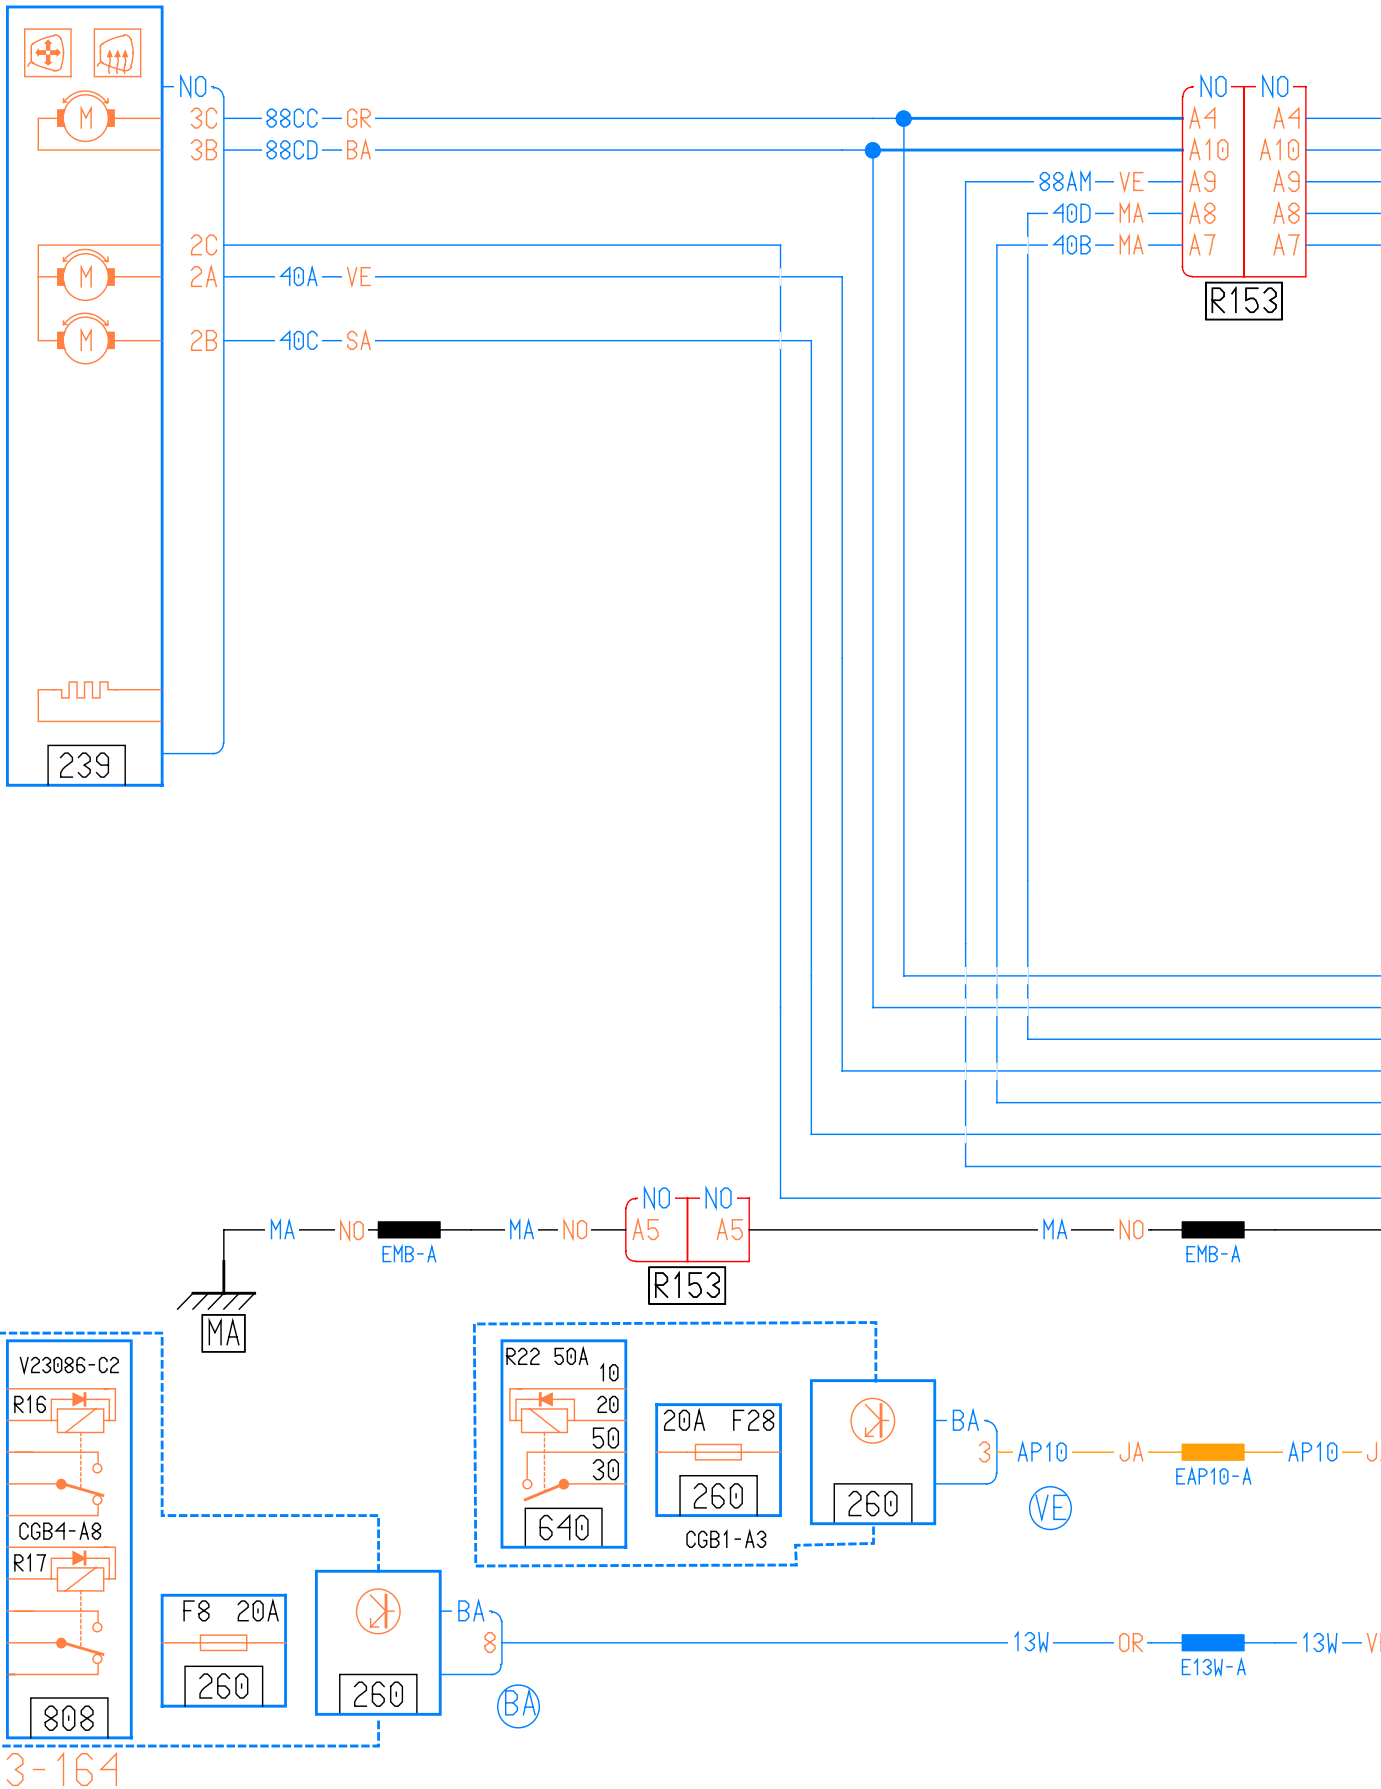 M
NO
3C 88CC GR
3B 88CD BA
2C
M
2A 40A VE
M
2B 40C SA
239
NO NO
A4 A4
A10 A10
88AM VE A9 A9
40D MA A8 A8
40B MA A7 A7
R153
NO NO
MA NO MA NO A5 A5 MA NO
EMB-A EMB-A
R153
MA
V23086-C2
R16
CGB4-A8
R17
808
F8 20A
260
260
BA
8
BA
R22 50A
10
20
50
30
640
20A F28
260
CGB1-A3
260
BA
3 AP10 JA AP10
EAP10-A
VE
13W OR 13W
E13W-A
3-164